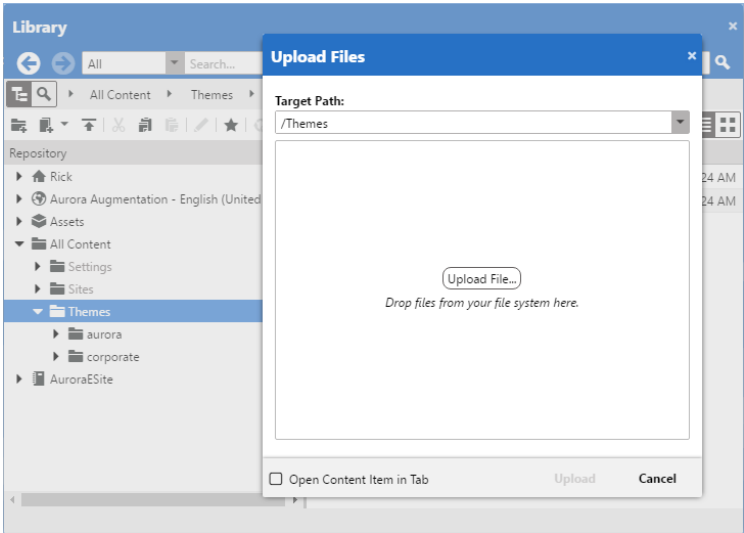 Library
All
Search...
All Content
Themes
Repository
Rick
Aurora Augmentation - English (United
Assets
All Content
Settings
Sites
Themes
aurora
corporate
AuroraESite
24 AM
24 AM
Upload Files
Target Path:
/Themes
Upload File...
Drop files from your file system here.
Open Content Item in Tab
Upload
Cancel